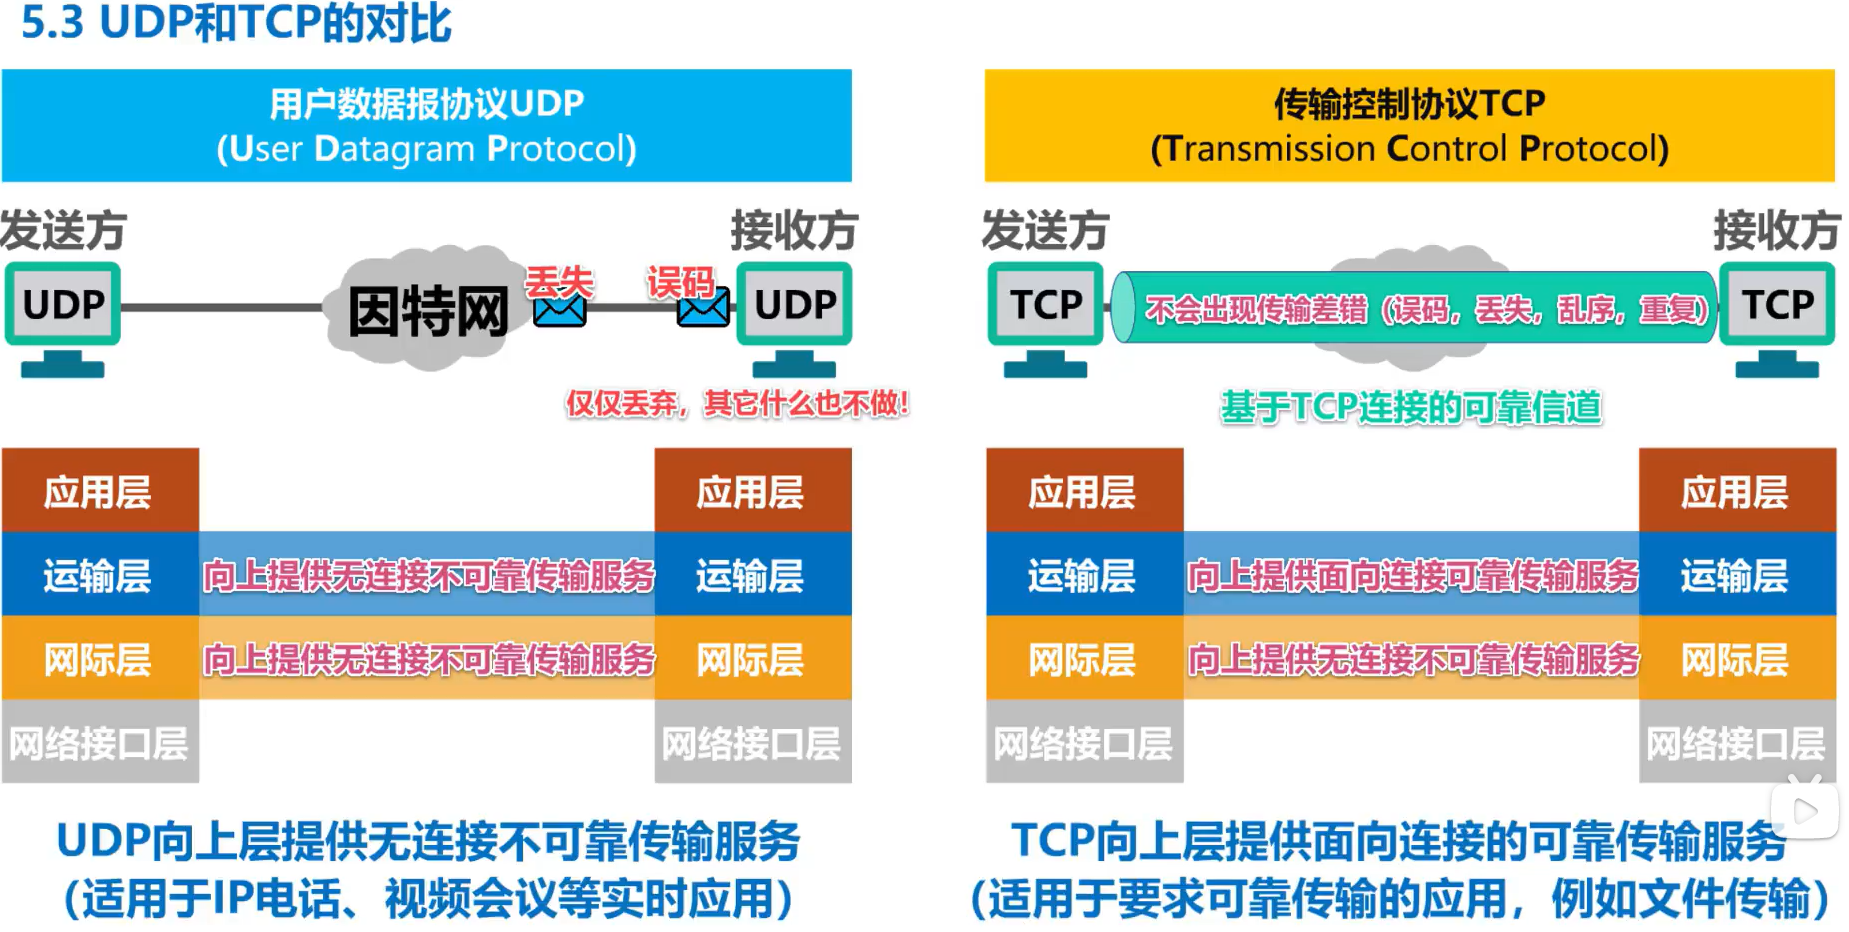 5.3 UDP和TCP的对比
用户数据报协议UDP
(User Datagram Protocol)
发送方
接收方
UDP
因特网
丢失
误码
UDP
仅仅丢弃，其它什么也不做！
应用层
应用层
运输层
向上提供无连接不可靠传输服务
运输层
网际层
向上提供无连接不可靠传输服务
网际层
网络接口层
网络接口层
UDP向上层提供无连接不可靠传输服务
（适用于IP电话、视频会议等实时应用）
传输控制协议TCP
(Transmission Control Protocol)
发送方
接收方
TCP
不会出现传输差错（误码，丢失，乱序，重复）
TCP
基于TCP连接的可靠信道
应用层
应用层
运输层
向上提供面向连接可靠传输服务
运输层
网际层
向上提供无连接不可靠传输服务
网际层
网络接口层
网络接口层
TCP向上层提供面向连接的可靠传输服务
（适用于要求可靠传输的应用，例如文件传输）